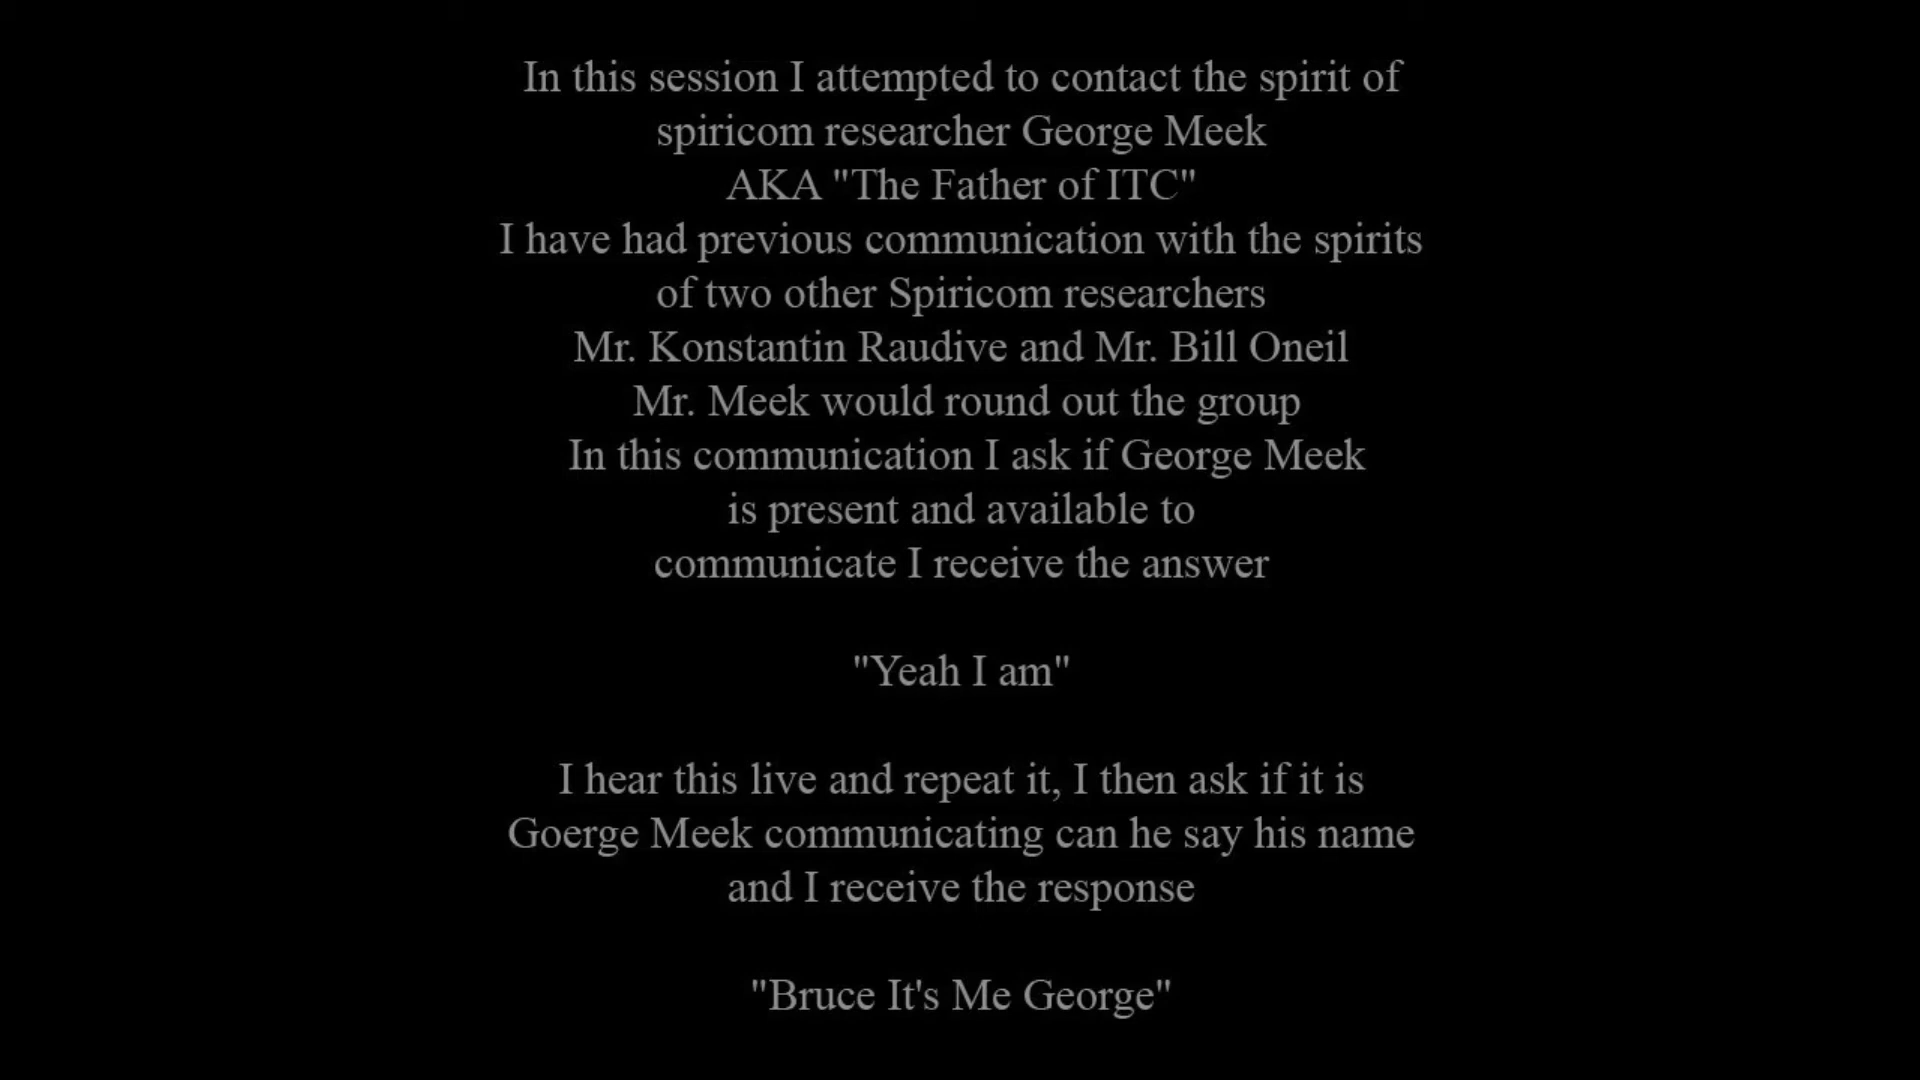 In this session I attempted to contact the spirit of
spiricom researcher George Meek
AKA "The Father of ITC"
I have had previous communication with the spirits
of two other Spiricom researchers
Mr. Konstantin Raudive and Mr. Bill Oneil
Mr. Meek would round out the group
In this communication I ask if George Meek
is present and available to
communicate I receive the answer
"Yeah I am"
I hear this live and repeat it, I then ask if it is
Goerge Meek communicating can he say his name
and I receive the response
"Bruce It's Me George"